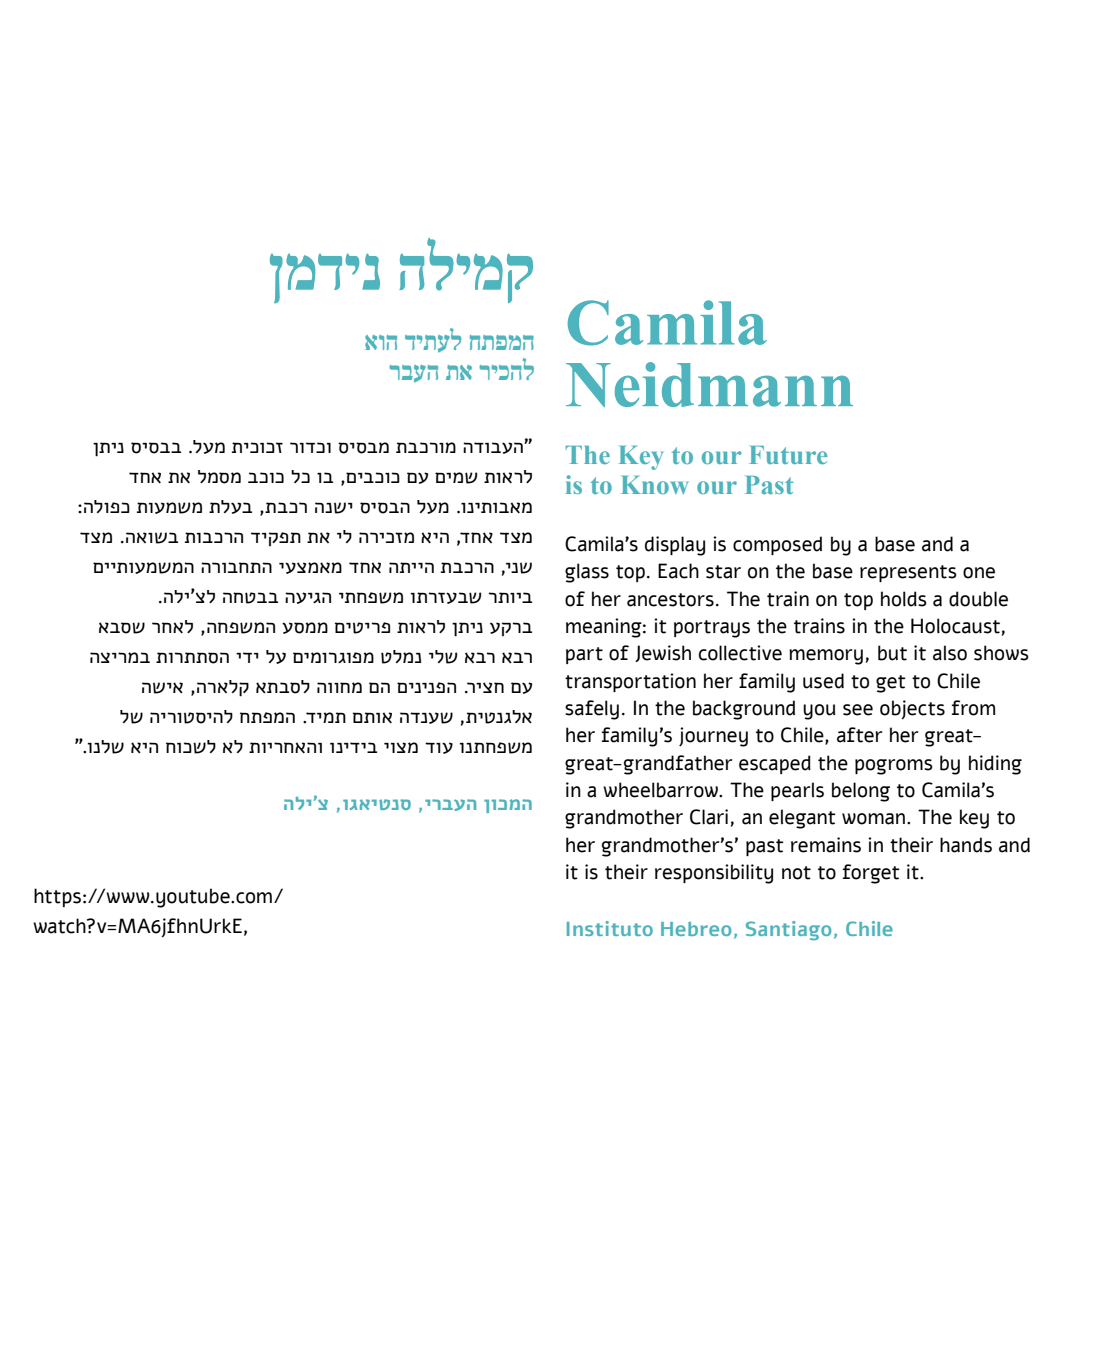 קמילה נידמן
המפתח לעתיד הוא
להכיר את העבר
"העבודה מורכבת מבסיס וכדור זכוכית מעל. בבסיס ניתן
לראות שמים עם כוכבים, בו כל כוכב מסמל את אחד
מאבותינו. מעל הבסיס ישנה רכבת, בעלת משמעות כפולה:
מצד אחד, היא מזכירה לי את תפקיד הרכבות בשואה. מצד
שני, הרכבת הייתה אחד מאמצעי התחבורה המשמעותיים
ביותר שבעזרתו משפחתי הגיעה בבטחה לצ'ילה.
ברקע ניתן לראות פריטים ממסע המשפחה, לאחר שסבא
רבא רבא שלי נמלט מפוגרומים על ידי הסתתרות במריצה
עם חציר. הפנינים הם מחווה לסבתא קלארה, אישה
אלגנטית, שענדה אותם תמיד. המפתח להיסטוריה של
משפחתנו עוד מצוי בידינו והאחריות לא לשכוח היא שלנו."
המכון העברי, סנטיאגו, צ'ילה
https://www.youtube.com/
watch?v=MA6jfhnUrkE,
Camila
Neidmann
The Key to our Future
is to Know our Past
Camila's display is composed by a base and a
glass top. Each star on the base represents one
of her ancestors. The train on top holds a double
meaning: it portrays the trains in the Holocaust,
part of Jewish collective memory, but it also shows
transportation her family used to get to Chile
safely. In the background you see objects from
her family's journey to Chile, after her great-
great-grandfather escaped the pogroms by hiding
in a wheelbarrow. The pearls belong to Camila's
grandmother Clari, an elegant woman. The key to
her grandmother's' past remains in their hands and
it is their responsibility not to forget it.
Instituto Hebreo, Santiago, Chile